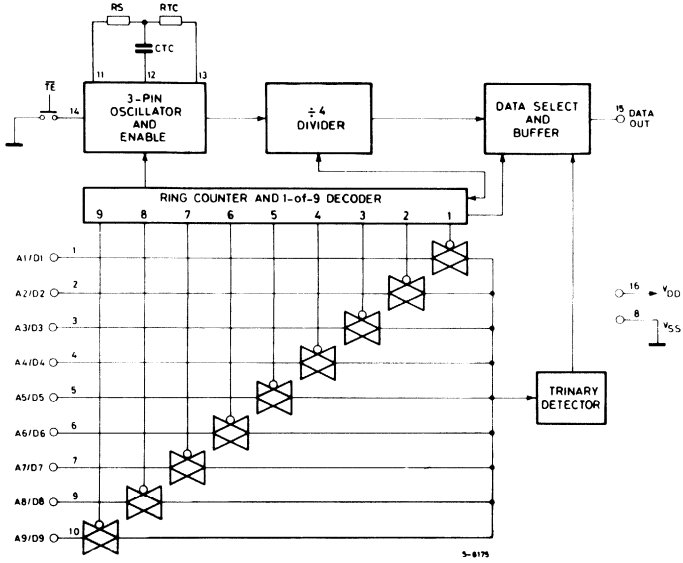 RS
RTC
CTC
11
12
13
TE
14
3-PIN
OSCILLATOR
AND
ENABLE
÷4
DIVIDER
DATA SELECT
AND
BUFFER
15
DATA
OUT
RING COUNTER AND 1-of-9 DECODER
9
8
7
6
5
4
3
2
1
A1/D1
1
A2/D2
2
A3/D3
3
A4/D4
4
A5/D5
5
A6/D6
6
A7/D7
7
A8/D8
9
A9/D9
10
16
VDD
8
VSS
TRINARY
DETECTOR
S-6175